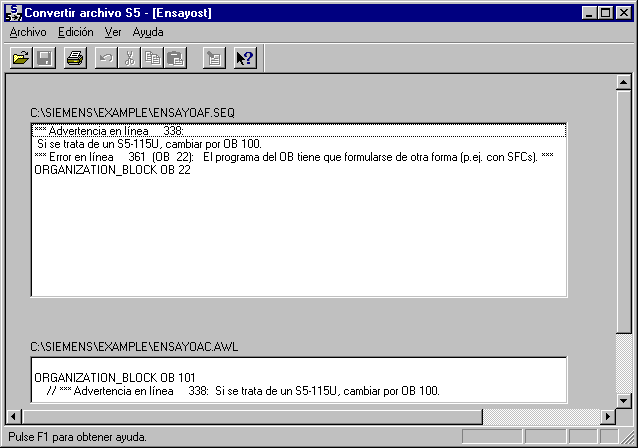 Convertir archivo S5 - [Ensayost]
Archivo Edición Ver Ayuda
C:\SIEMENS\EXAMPLE\ENSAYOAF.SEQ
*** Advertencia en línea 338:
Si se trata de un S5-115U, cambiar por OB 100.
*** Error en línea 361 (OB 22): El programa del OB tiene que formularse de otra forma (p.ej. con SFCs). ***
ORGANIZATION_BLOCK OB 22
C:\SIEMENS\EXAMPLE\ENSAYOAC.AWL
ORGANIZATION_BLOCK OB 101
// *** Advertencia en línea 338: Si se trata de un S5-115U, cambiar por OB 100.
Pulse F1 para obtener ayuda.